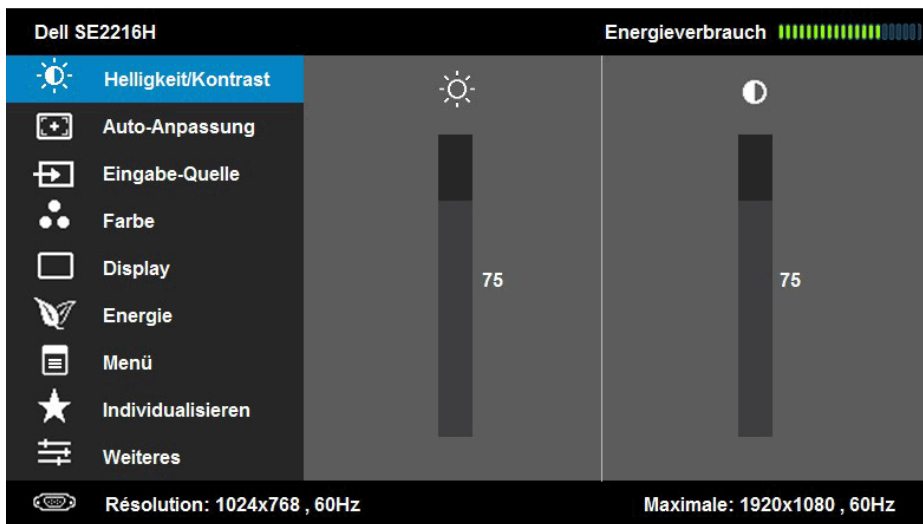 Dell SE2216H Energieverbrauch
Helligkeit/Kontrast
Auto-Anpassung
Eingabe-Quelle
Farbe
Display
75 75
Energie
Menü
Individualisieren
Weiteres
Résolution: 1024x768 , 60Hz Maximale: 1920x1080 , 60Hz